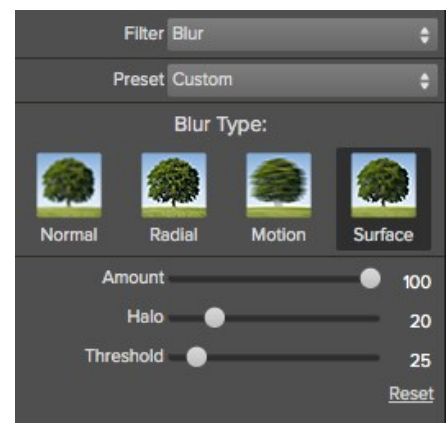 Filter Blur
Preset Custom
Blur Type:
Normal Radial Motion Surface
Amount 100
Halo 20
Threshold 25
Reset